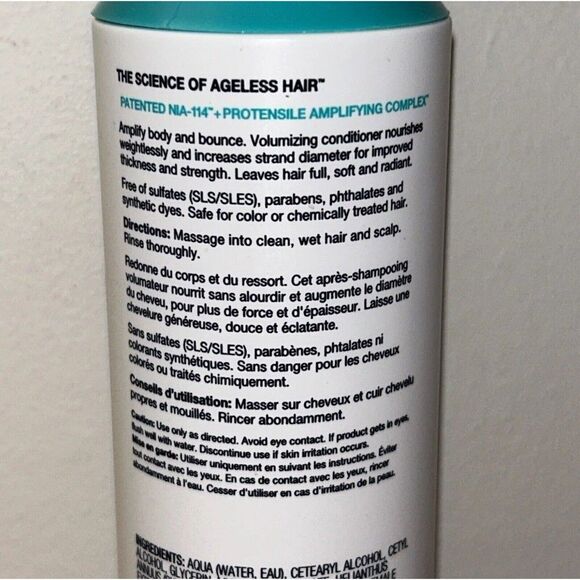 THE SCIENCE OF AGELESS HAIR™
PATENTED NIA-114™ + PROTENSILE AMPLIFYING COMPLEX™
Amplify body and bounce. Volumizing conditioner nourishes
weightlessly and increases strand diameter for improved
thickness and strength. Leaves hair full, soft and radiant.
Free of sulfates (SLS/SLES), parabens, phthalates and
synthetic dyes. Safe for color or chemically treated hair.
Directions: Massage into clean, wet hair and scalp.
Rinse thoroughly.
Redonne du corps et du ressort. Cet après-shampooing
volumateur nourrit sans alourdir et augmente le diamètre
du cheveu, pour plus de force et d'épaisseur. Laisse une
chevelure généreuse, douce et éclatante.
Sans sulfates (SLS/SLES), parabènes, phtalates ni
colorants synthétiques. Sans danger pour les cheveux
colorés ou traités chimiquement.
Conseils d'utilisation: Masser sur cheveux et cuir chevelu
propres et mouillés. Rincer abondamment.
Caution: Use only as directed. Avoid eye contact. If product gets in eyes,
flush well with water. Discontinue use if skin irritation occurs.
Mise en garde: Utiliser uniquement en suivant les instructions. Éviter
tout contact avec les yeux. En cas de contact avec les yeux, rincer
abondamment à l'eau. Cesser d'utiliser en cas d'irritation de la peau.
INGREDIENTS: AQUA (WATER, EAU), CETEARYL ALCOHOL, CETYL
ALCOHOL, GLYCERIN, HELIANTHUS
ANNUUS